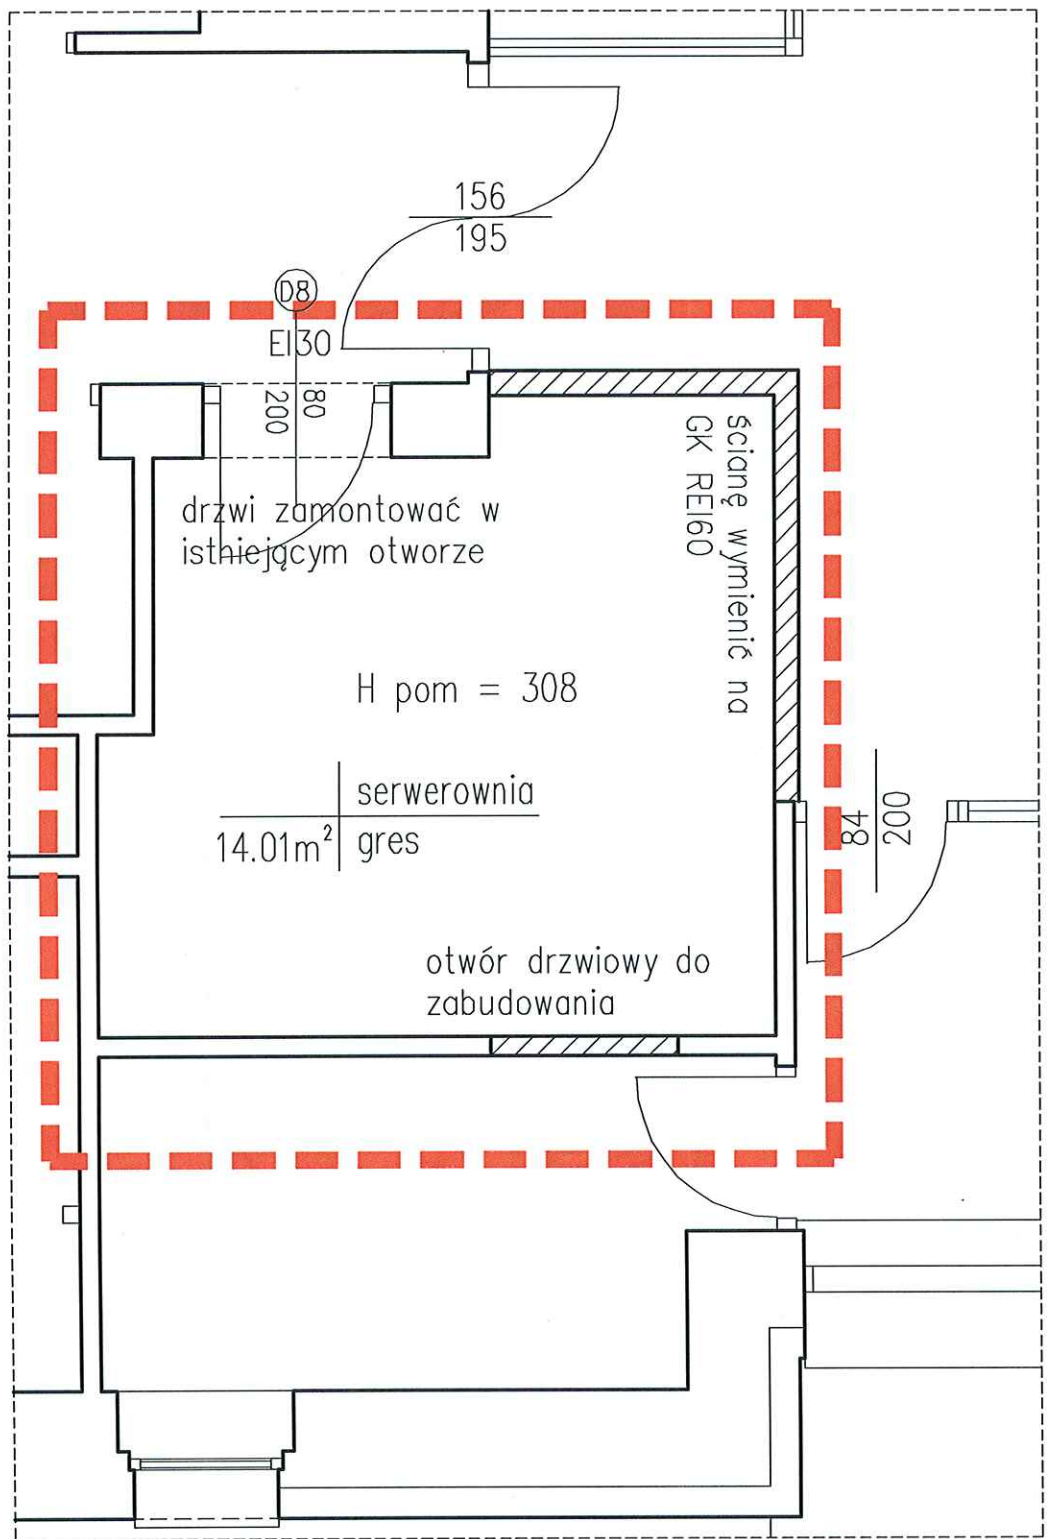 156
195
D8
EI30
80
200
drzwi zamontować w
istniejącym otworze
ścianę wymienić na
GK REI60
H pom = 308
serwerownia
14.01m² gres
84
200
otwór drzwiowy do
zabudowania